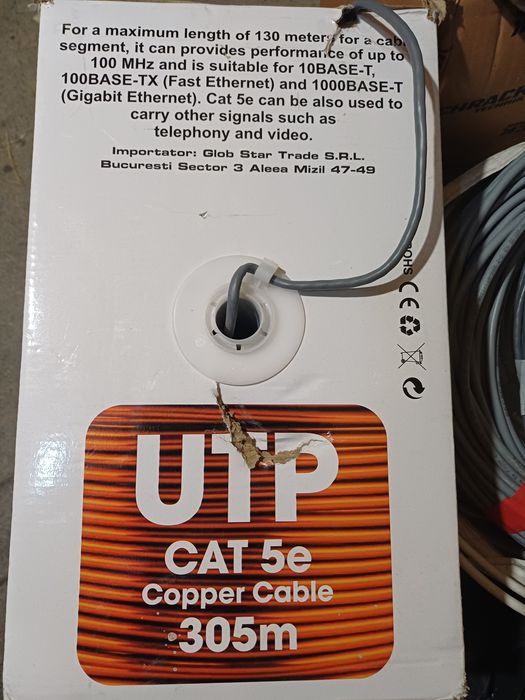 For a maximum length of 130 meters for a cable
segment, it can provides performance of up to
100 MHz and is suitable for 10BASE-T,
100BASE-TX (Fast Ethernet) and 1000BASE-T
(Gigabit Ethernet). Cat 5e can be also used to
carry other signals such as
telephony and video.
Importator: Glob Star Trade S.R.L.
Bucuresti Sector 3 Aleea Mizil 47-49
ROHS
CE
UTP
CAT 5e
Copper Cable
305m